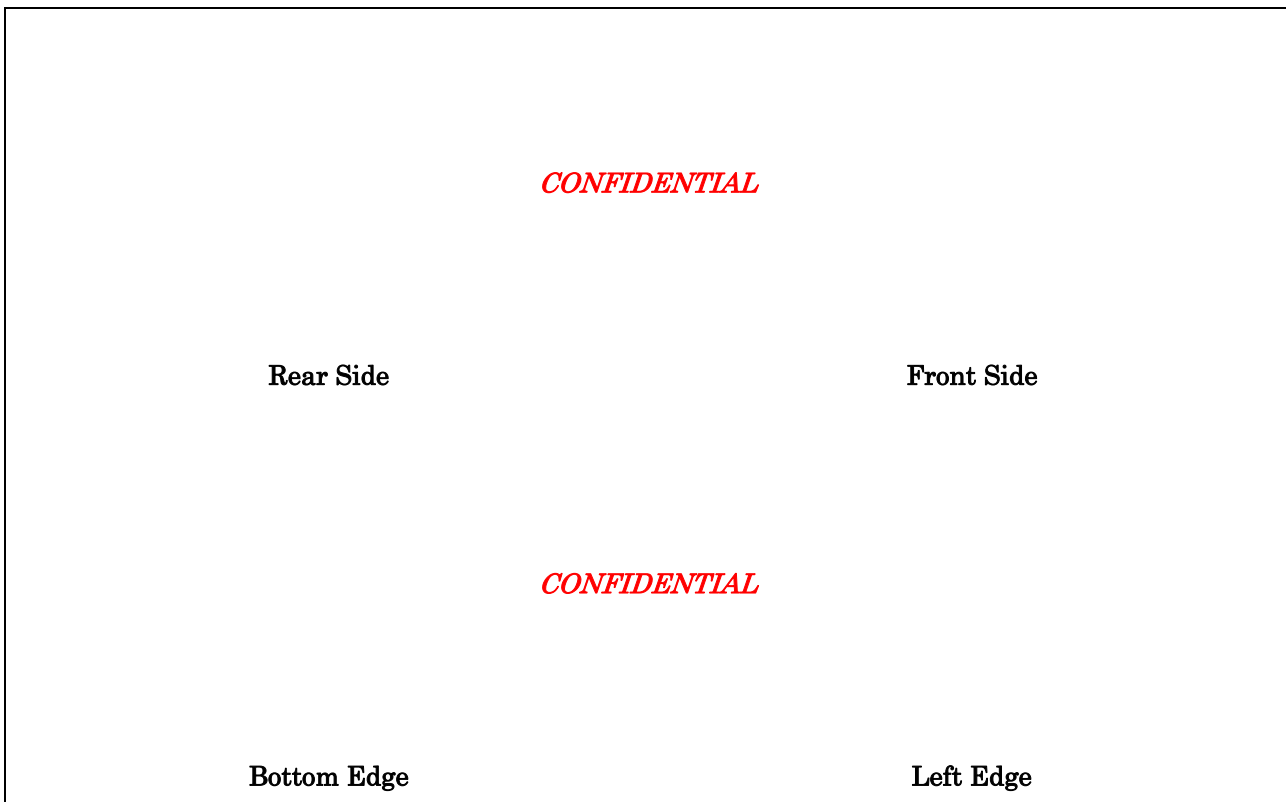 CONFIDENTIAL
Rear Side Front Side
CONFIDENTIAL
Bottom Edge Left Edge